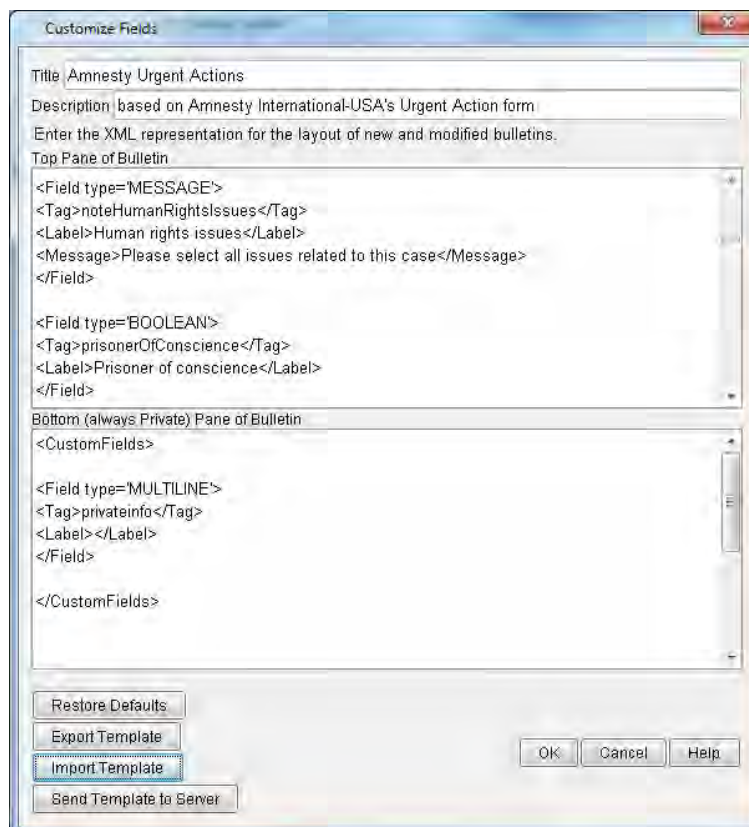 Customize Fields
Title Amnesty Urgent Actions
Description based on Amnesty International-USA's Urgent Action form
Enter the XML representation for the layout of new and modified bulletins.
Top Pane of Bulletin
<Field type='MESSAGE'>
<Tag>noteHumanRightsIssues</Tag>
<Label>Human rights issues</Label>
<Message>Please select all issues related to this case</Message>
</Field>
<Field type='BOOLEAN'>
<Tag>prisonerOfConscience</Tag>
<Label>Prisoner of conscience</Label>
</Field>
Bottom (always Private) Pane of Bulletin
<CustomFields>
<Field type='MULTILINE'>
<Tag>privateinfo</Tag>
<Label></Label>
</Field>
</CustomFields>
Restore Defaults
Export Template
Import Template
Send Template to Server
OK Cancel Help